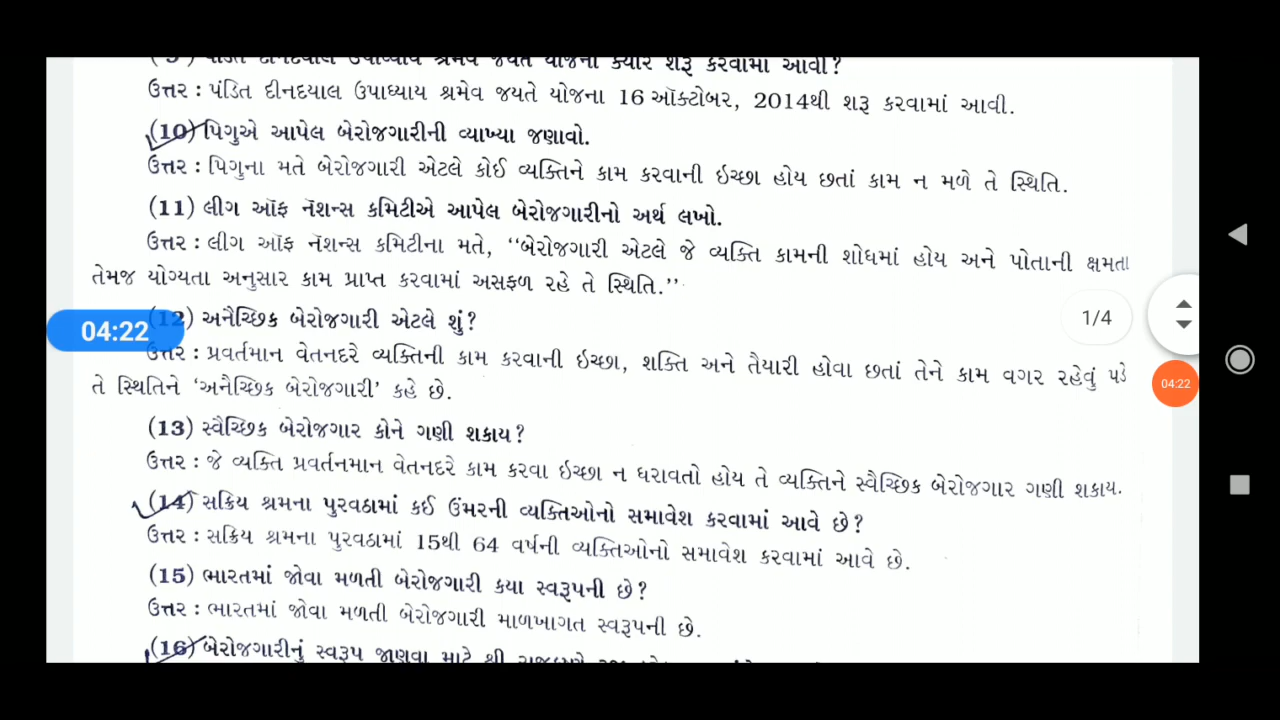 ઉત્તર : પંડિત દીનદયાલ ઉપાધ્યાય શ્રમેવ જયતે યોજના 16 ઑક્ટોબર, 2014થી શરૂ કરવામાં આવી.
(10) પિગુએ આપેલ બેરોજગારીની વ્યાખ્યા જણાવો.
ઉત્તર : પિગુના મતે બેરોજગારી એટલે કોઈ વ્યક્તિને કામ કરવાની ઇચ્છા હોય છતાં કામ ન મળે તે સ્થિતિ.
(11) લીગ ઑફ નૅશન્સ કમિટીએ આપેલ બેરોજગારીનો અર્થ લખો.
ઉત્તર : લીગ ઑફ નૅશન્સ કમિટીના મતે, ‘‘બેરોજગારી એટલે જે વ્યક્તિ કામની શોધમાં હોય અને પોતાની ક્ષમતા
તેમજ યોગ્યતા અનુસાર કામ પ્રાપ્ત કરવામાં અસફળ રહે તે સ્થિતિ.’’
1/4
(12) અનૈચ્છિક બેરોજગારી એટલે શું?
04:22
ઉત્તર : પ્રવર્તમાન વેતનદરે વ્યક્તિની કામ કરવાની ઇચ્છા, શક્તિ અને તૈયારી હોવા છતાં તેને કામ વગર રહેવું પડે
04:22
તે સ્થિતિને ‘અનૈચ્છિક બેરોજગારી’ કહે છે.
(13) સ્વૈચ્છિક બેરોજગાર કોને ગણી શકાય?
ઉત્તર : જે વ્યક્તિ પ્રવર્તનમાન વેતનદરે કામ કરવા ઇચ્છા ન ધરાવતો હોય તે વ્યક્તિને સ્વૈચ્છિક બેરોજગાર ગણી શકાય.
(14) સક્રિય શ્રમના પુરવઠામાં કઈ ઉંમરની વ્યક્તિઓનો સમાવેશ કરવામાં આવે છે?
ઉત્તર : સક્રિય શ્રમના પુરવઠામાં 15થી 64 વર્ષની વ્યક્તિઓનો સમાવેશ કરવામાં આવે છે.
(15) ભારતમાં જોવા મળતી બેરોજગારી કયા સ્વરૂપની છે?
ઉત્તર : ભારતમાં જોવા મળતી બેરોજગારી માળખાગત સ્વરૂપની છે.
(16) બેરોજગારીનું સ્વરૂપ જાણવા માટે શ્રી